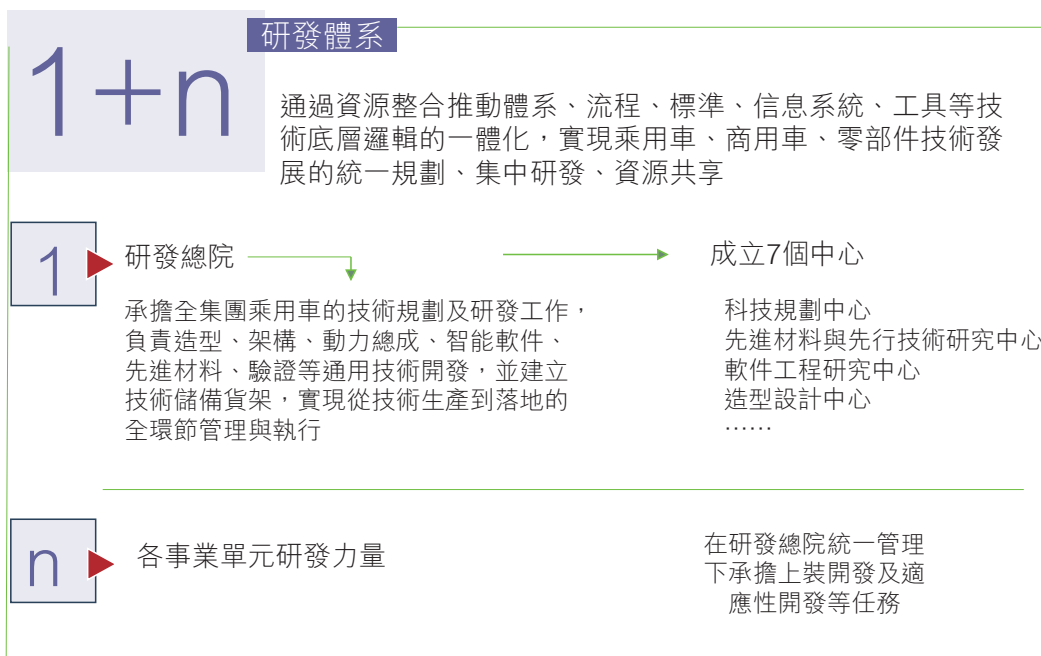 1+n
研發體系
通過資源整合推動體系、流程、標準、信息系統、工具等技
術底層邏輯的一體化，實現乘用車、商用車、零部件技術發
展的統一規劃、集中研發、資源共享
1
研發總院
成立7個中心
承擔全集團乘用車的技術規劃及研發工作，
負責造型、架構、動力總成、智能軟件、
先進材料、驗證等通用技術開發，並建立
技術儲備貨架，實現從技術生產到落地的
全環節管理與執行
科技規劃中心
先進材料與先行技術研究中心
軟件工程研究中心
造型設計中心
……
n
各事業單元研發力量
在研發總院統一管理
下承擔上裝開發及適
應性開發等任務